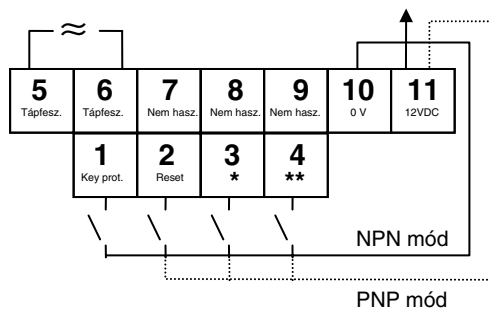 5 6 7 8 9 10 11
Tápfesz. Tápfesz. Nem hasz. Nem hasz. Nem hasz. 0 V 12VDC
1 2 3 4
Key prot. Reset * **
NPN mód
PNP mód